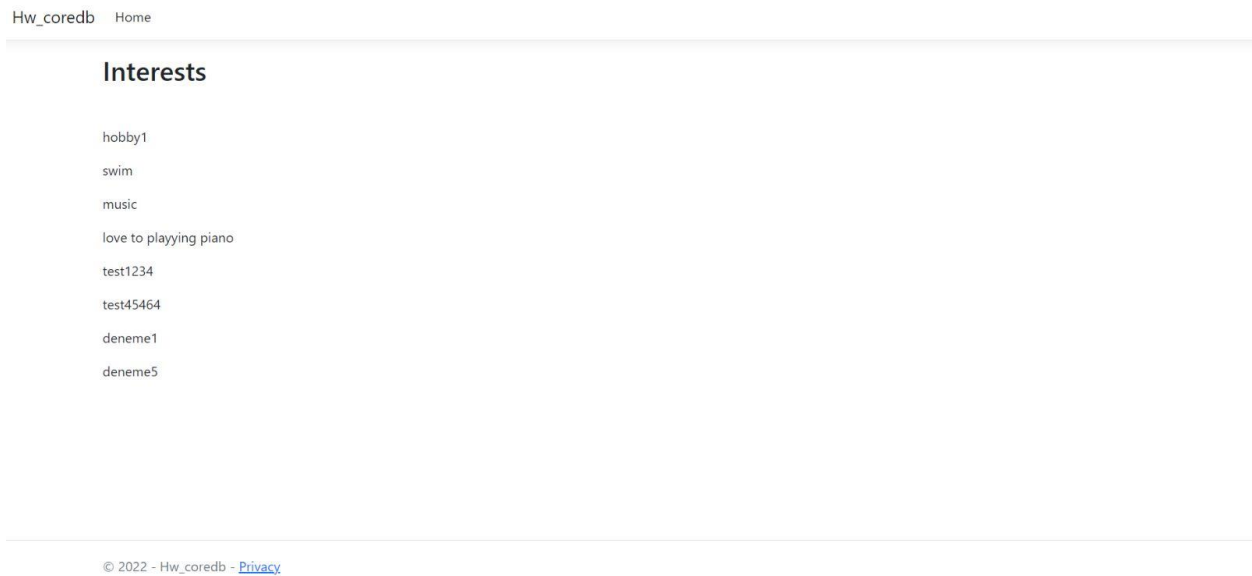 Hw_coredb Home
Interests
hobby1
swim
music
love to playying piano
test1234
test45464
deneme1
deneme5
© 2022 - Hw_coredb - Privacy